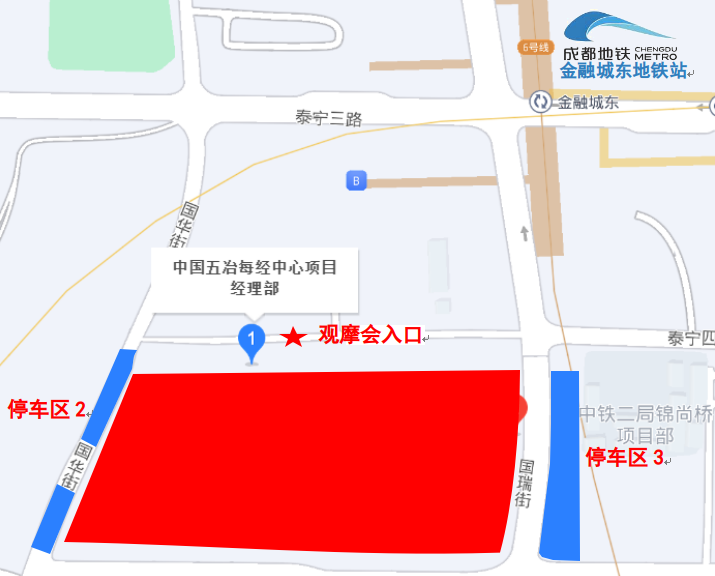 成都地铁 CHENGDU METRO
6号线
金融城东地铁站
金融城东
泰宁三路
B
国华街
中国五冶每经中心项目
经理部
1
观摩会入口
泰宁四
停车区 2
中铁二局锦尚桥
项目部
停车区 3
国华街
国瑞街